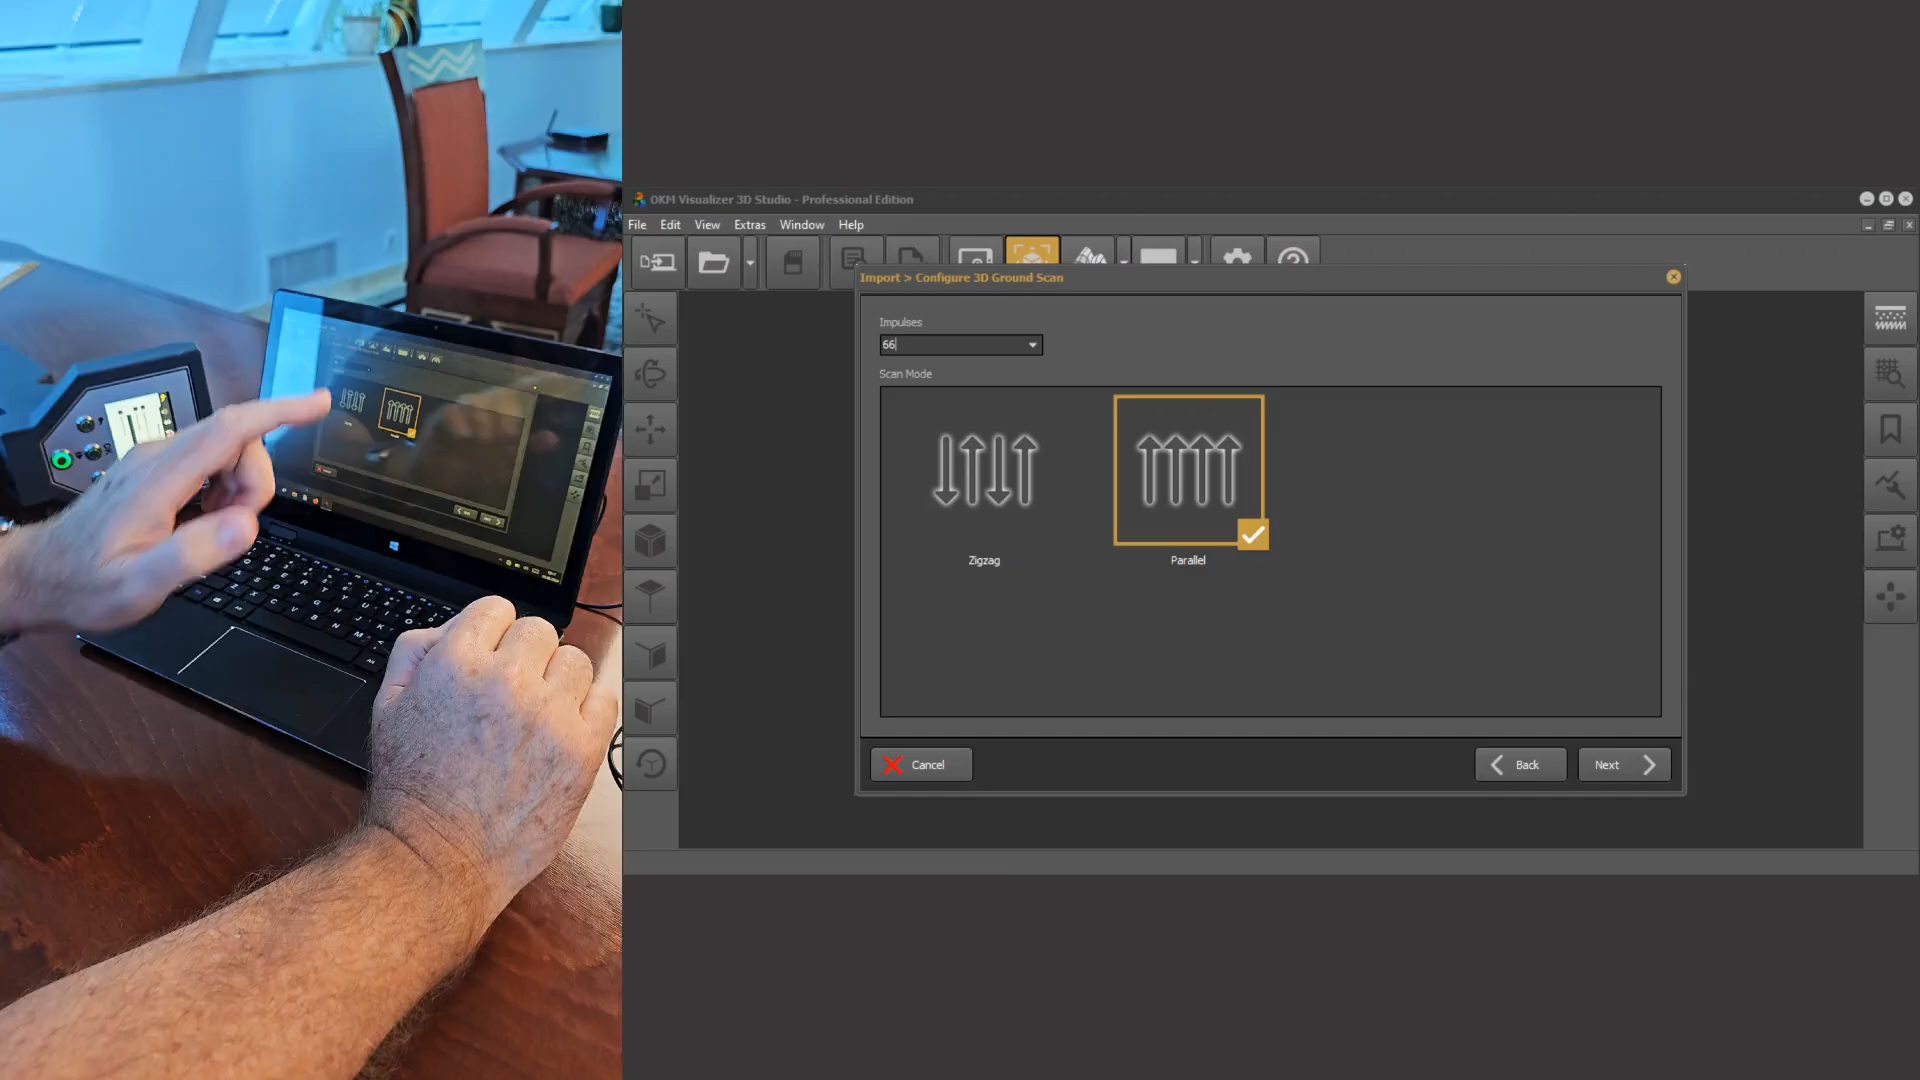 OKM Visualizer 3D Studio - Professional Edition
File Edit View Extras Window Help
Import > Configure 3D Ground Scan
Impulses
66
Scan Mode
Zigzag
Parallel
Cancel
Back
Next